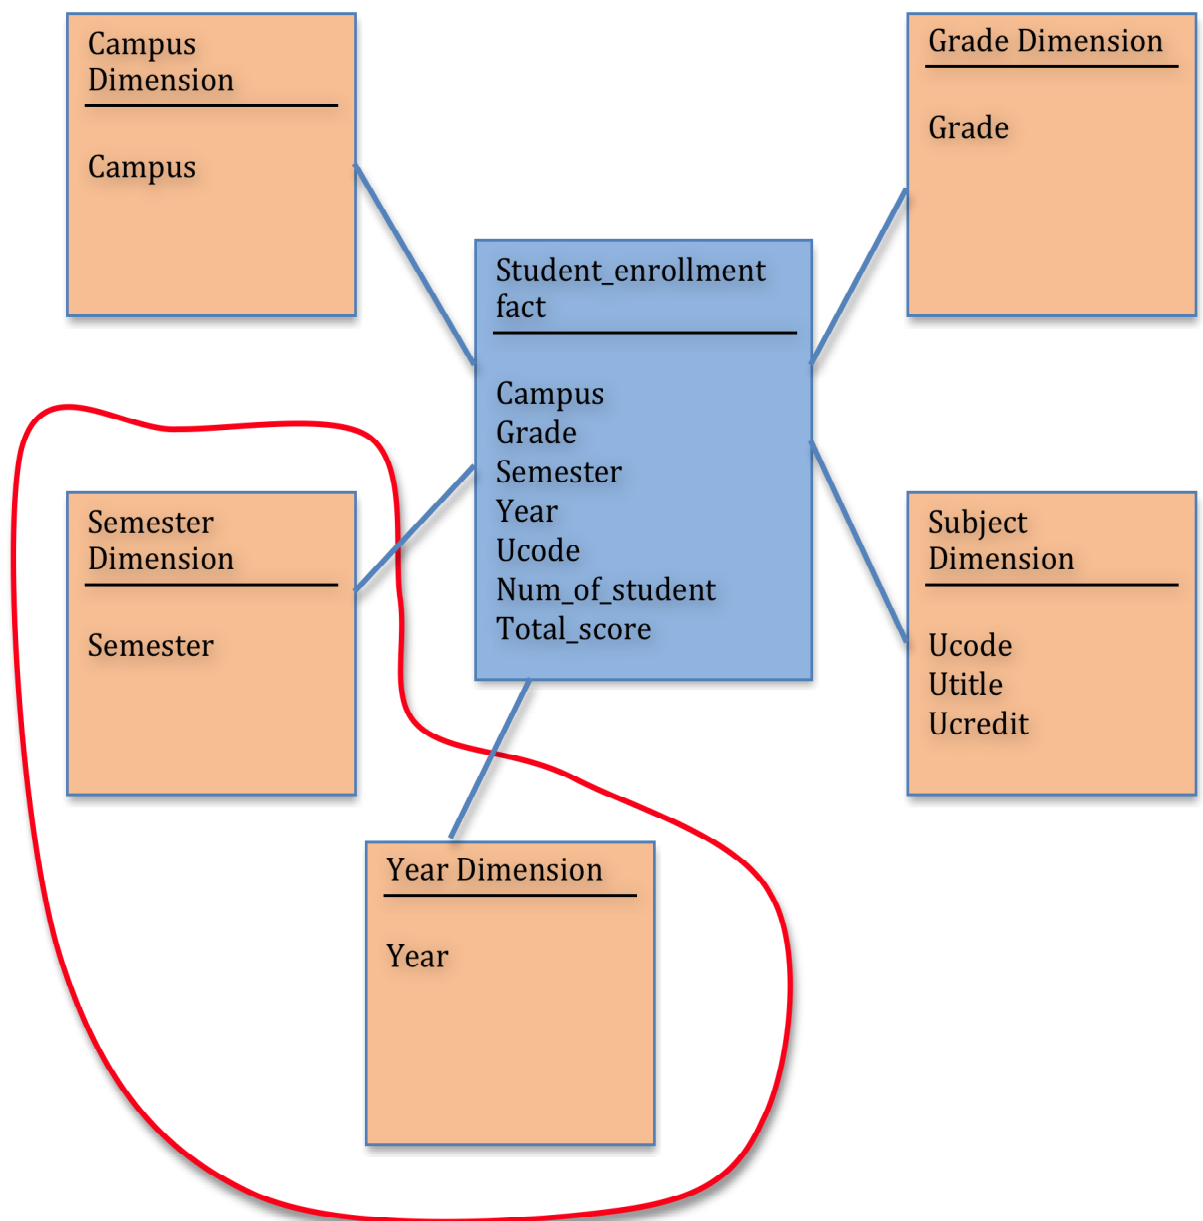 Campus
Dimension
Campus
Grade Dimension
Grade
Student_enrollment
fact
Campus
Grade
Semester
Year
Ucode
Num_of_student
Total_score
Semester
Dimension
Semester
Subject
Dimension
Ucode
Utitle
Ucredit
Year Dimension
Year